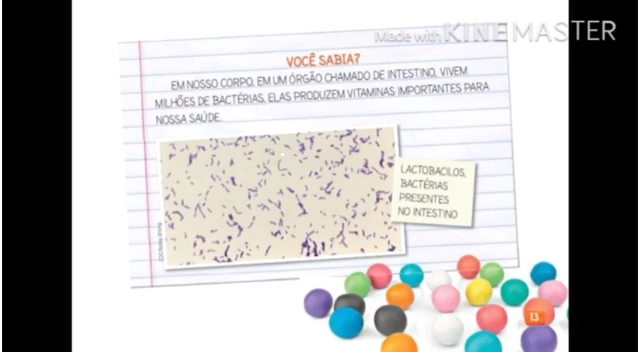 Made with KINEMASTER
VOCÊ SABIA?
EM NOSSO CORPO, EM UM ÓRGÃO CHAMADO DE INTESTINO, VIVEM
MILHÕES DE BACTÉRIAS. ELAS PRODUZEM VITAMINAS IMPORTANTES PARA
NOSSA SAÚDE.
LACTOBACILOS,
BACTÉRIAS
PRESENTES
NO INTESTINO
13